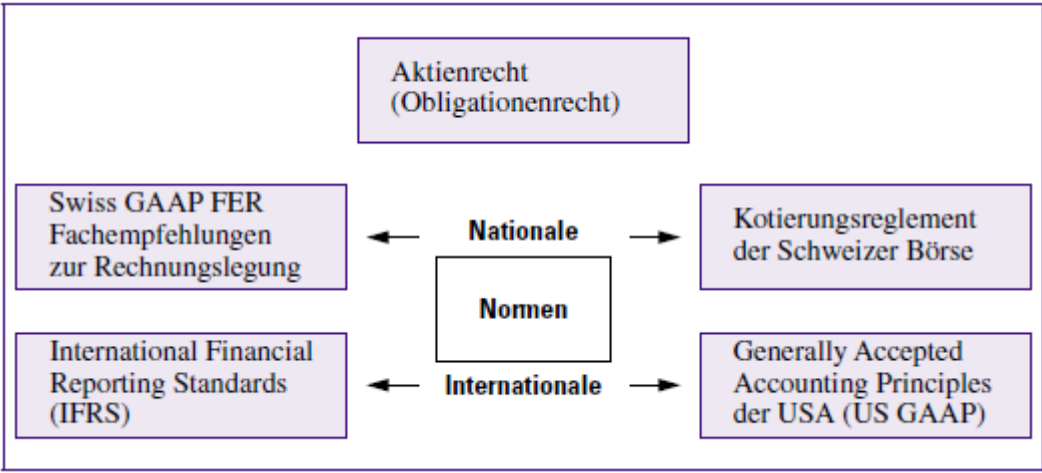 Aktienrecht
(Obligationenrecht)
Swiss GAAP FER
Fachempfehlungen
zur Rechnungslegung
Nationale
Kotierungsreglement
der Schweizer Börse
Normen
International Financial
Reporting Standards
(IFRS)
Internationale
Generally Accepted
Accounting Principles
der USA (US GAAP)